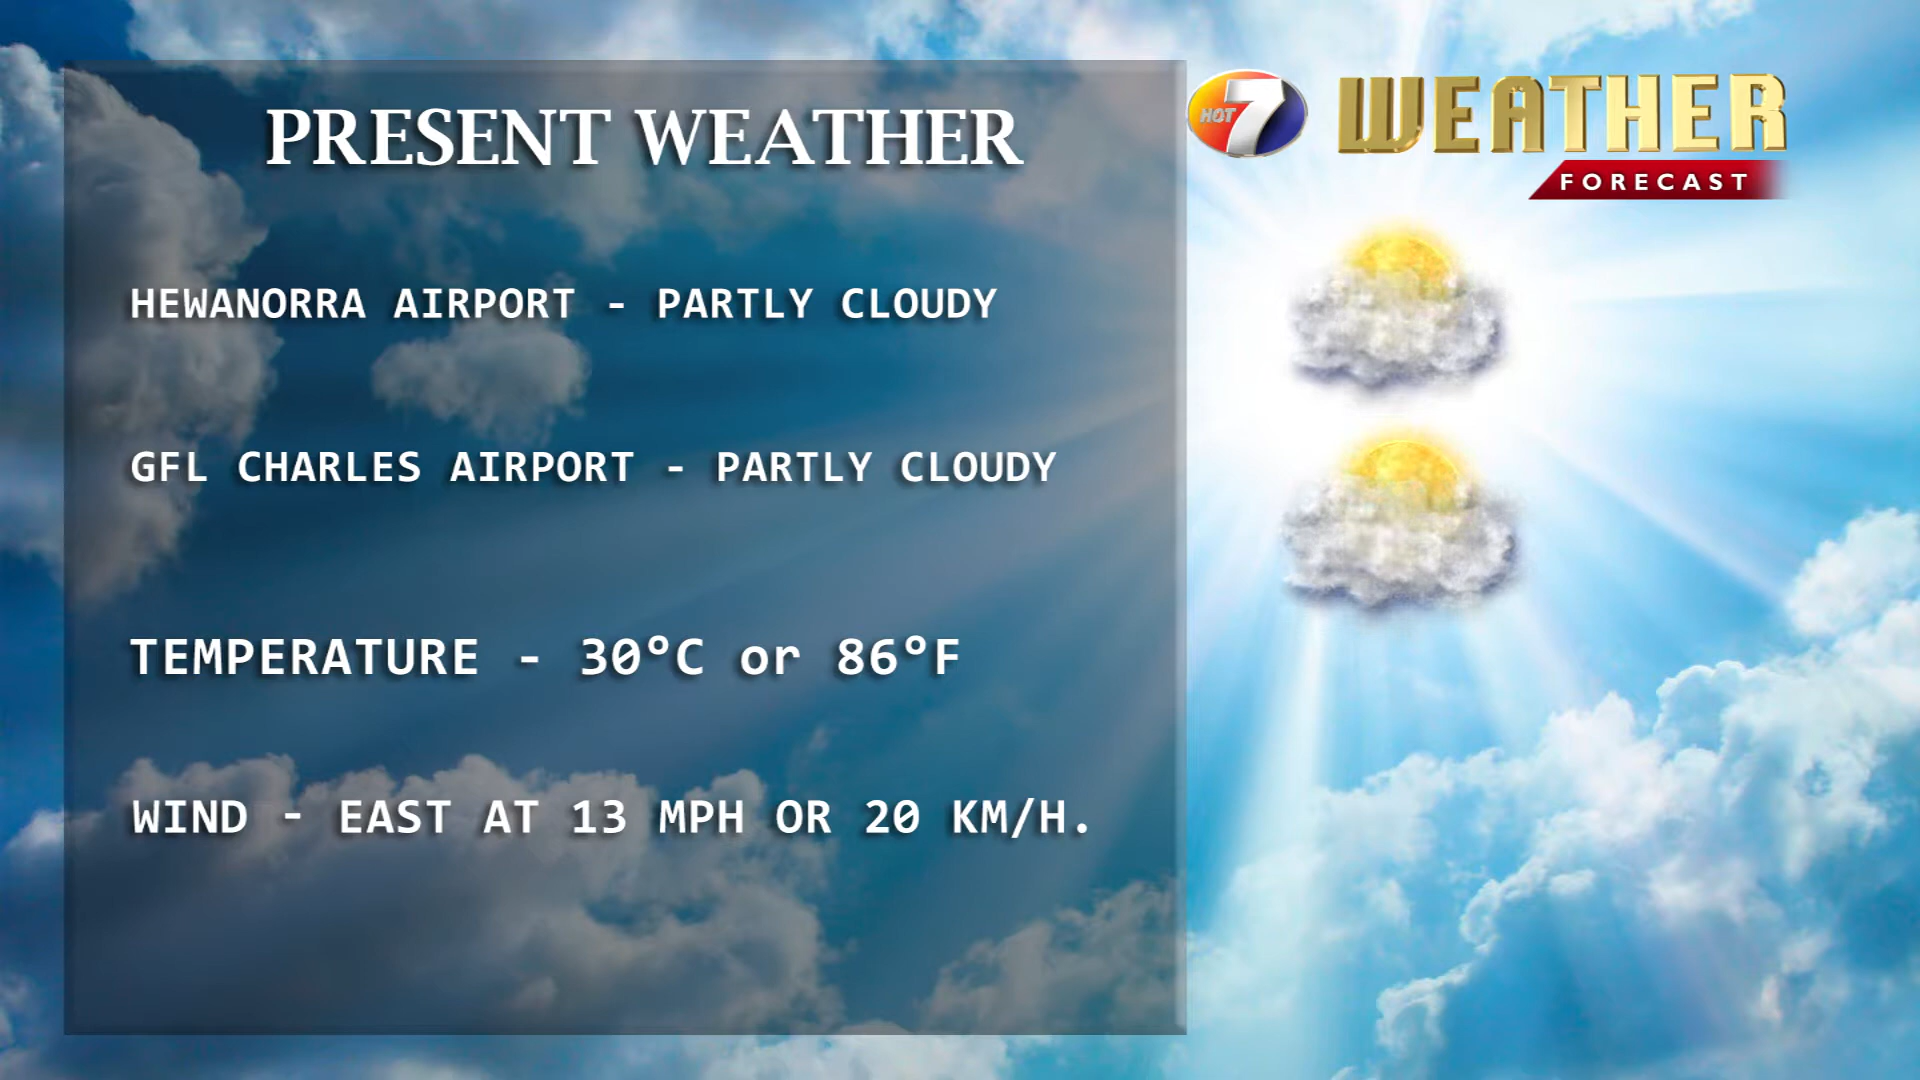 PRESENT WEATHER
HOT 7 WEATHER
FORECAST
HEWANORRA AIRPORT - PARTLY CLOUDY
GFL CHARLES AIRPORT - PARTLY CLOUDY
TEMPERATURE - 30°C or 86°F
WIND - EAST AT 13 MPH OR 20 KM/H.